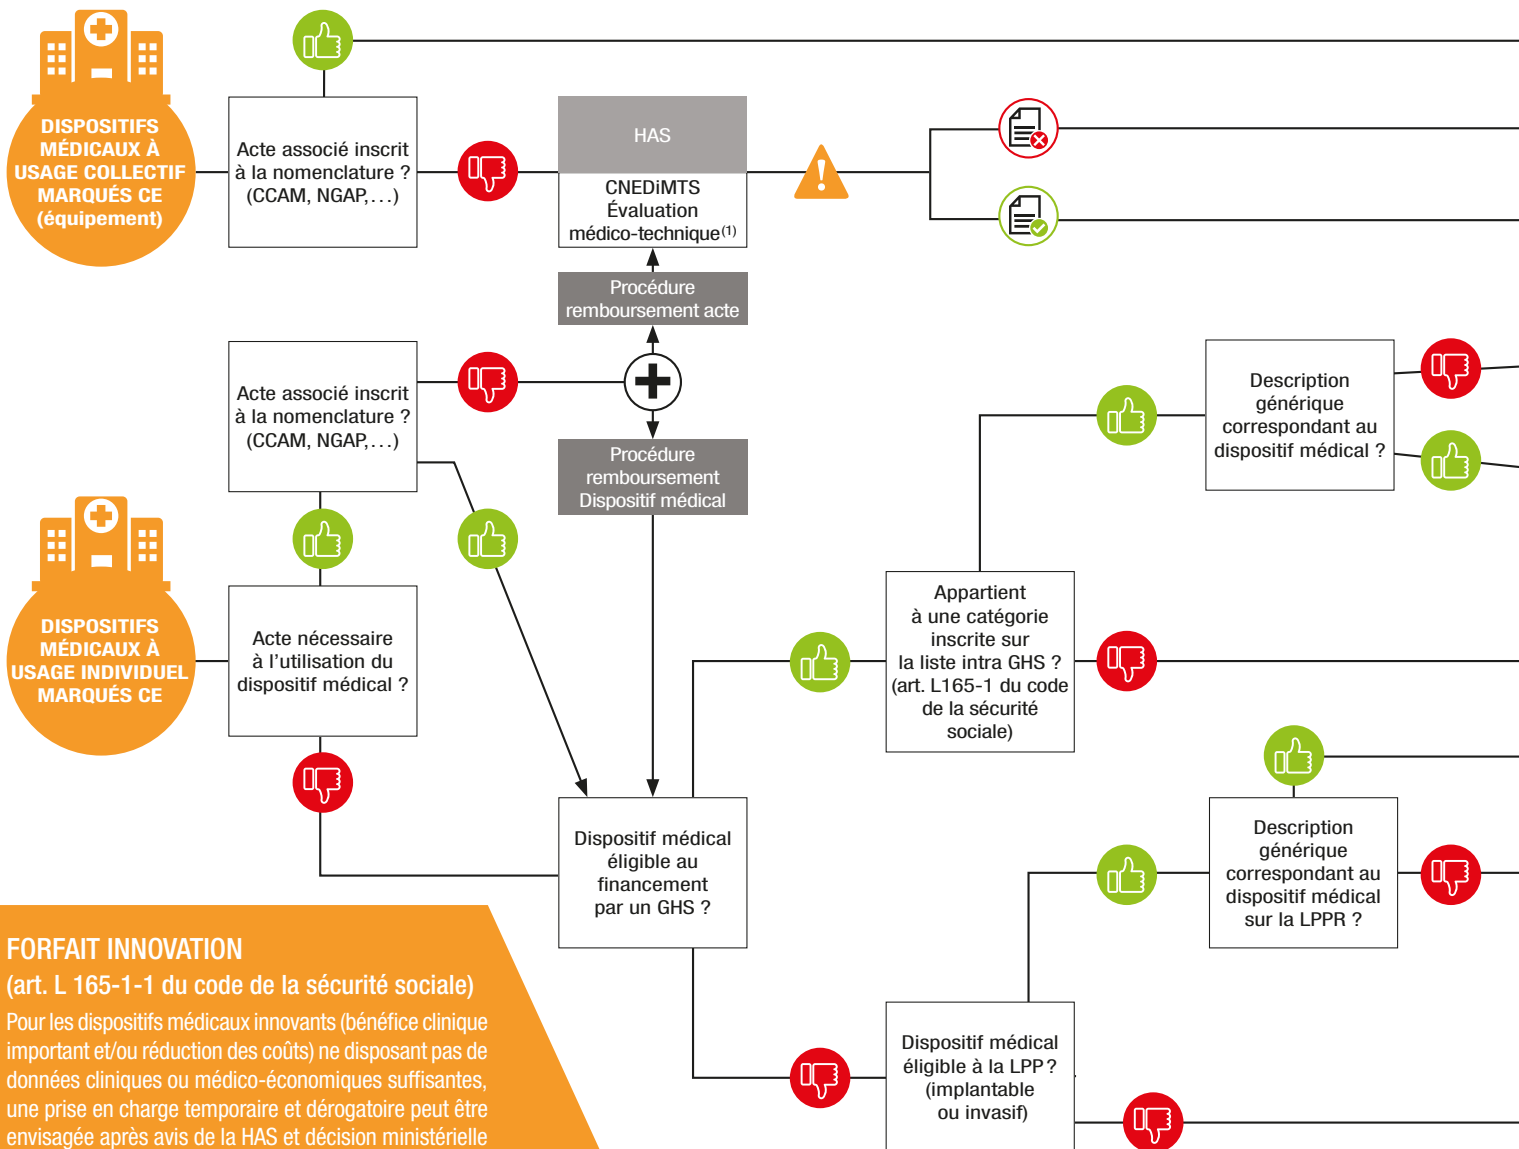 DISPOSITIFS
MÉDICAUX À
USAGE COLLECTIF
MARQUÉS CE
(équipement)
Acte associé inscrit
à la nomenclature ?
(CCAM, NGAP,…)
HAS
CNEDiMTS
Évaluation
médico-technique(1)
Procédure
remboursement acte
Acte associé inscrit
à la nomenclature ?
(CCAM, NGAP,…)
Procédure
remboursement
Dispositif médical
Description
générique
correspondant au
dispositif médical ?
DISPOSITIFS
MÉDICAUX À
USAGE INDIVIDUEL
MARQUÉS CE
Acte nécessaire
à l’utilisation du
dispositif médical ?
Appartient
à une catégorie
inscrite sur
la liste intra GHS ?
(art. L165-1 du code
de la sécurité
sociale)
Dispositif médical
éligible au
financement
par un GHS ?
Description
générique
correspondant au
dispositif médical
sur la LPPR ?
Dispositif médical
éligible à la LPP ?
(implantable
ou invasif)
FORFAIT INNOVATION
(art. L 165-1-1 du code de la sécurité sociale)
Pour les dispositifs médicaux innovants (bénéfice clinique
important et/ou réduction des coûts) ne disposant pas de
données cliniques ou médico-économiques suffisantes,
une prise en charge temporaire et dérogatoire peut être
envisagée après avis de la HAS et décision ministérielle